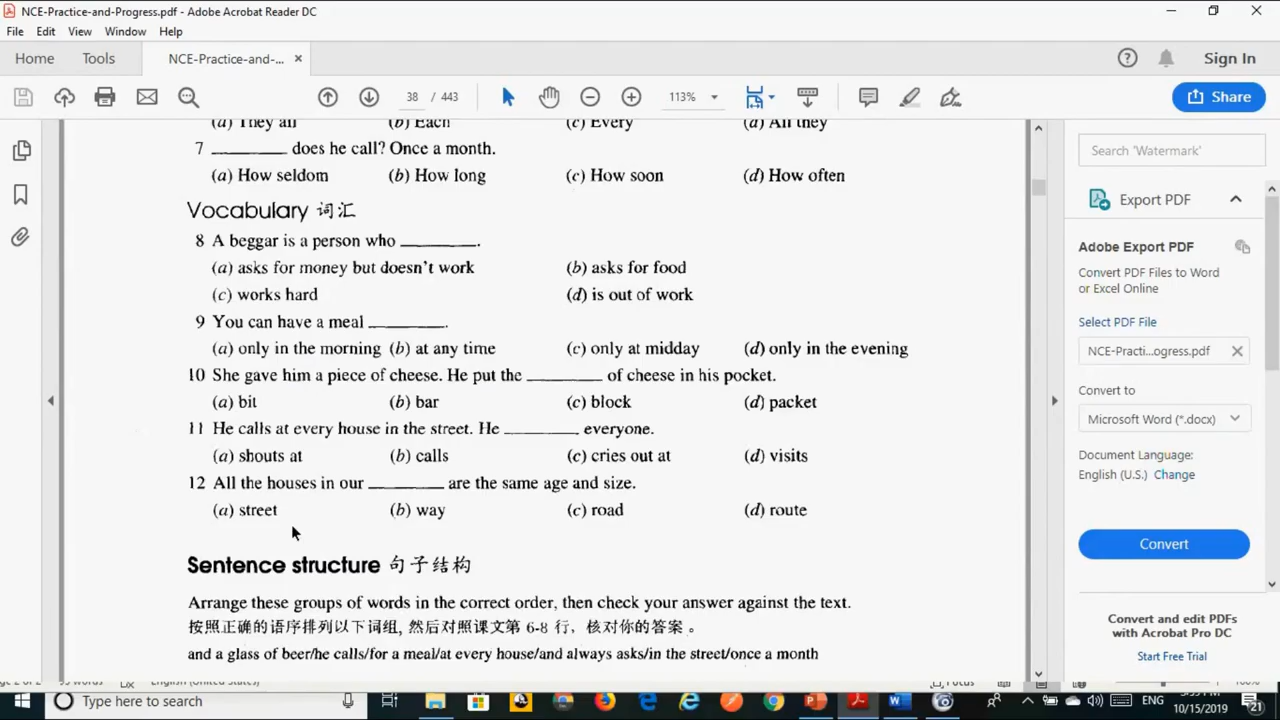 NCE-Practice-and-Progress.pdf - Adobe Acrobat Reader DC
File Edit View Window Help
Home Tools NCE-Practice-and-... Sign In
38 / 443 113% Share
(a) They all (b) Each (c) Every (d) All they
7 ________ does he call? Once a month.
(a) How seldom (b) How long (c) How soon (d) How often
Vocabulary 词汇
8 A beggar is a person who ________.
(a) asks for money but doesn't work (b) asks for food
(c) works hard (d) is out of work
9 You can have a meal ________.
(a) only in the morning (b) at any time (c) only at midday (d) only in the evening
10 She gave him a piece of cheese. He put the ________ of cheese in his pocket.
(a) bit (b) bar (c) block (d) packet
11 He calls at every house in the street. He ________ everyone.
(a) shouts at (b) calls (c) cries out at (d) visits
12 All the houses in our ________ are the same age and size.
(a) street (b) way (c) road (d) route
Sentence structure 句子结构
Arrange these groups of words in the correct order, then check your answer against the text.
按照正确的语序排列以下词组, 然后对照课文第 6-8 行, 核对你的答案。
and a glass of beer/he calls/for a meal/at every house/and always asks/in the street/once a month
Search 'Watermark'
Export PDF
Adobe Export PDF
Convert PDF Files to Word
or Excel Online
Select PDF File
NCE-Practi...ogress.pdf
Convert to
Microsoft Word (*.docx)
Document Language:
English (U.S.) Change
Convert
Convert and edit PDFs
with Acrobat Pro DC
Start Free Trial
English (United States) Focus
Type here to search
ENG
10/15/2019
21